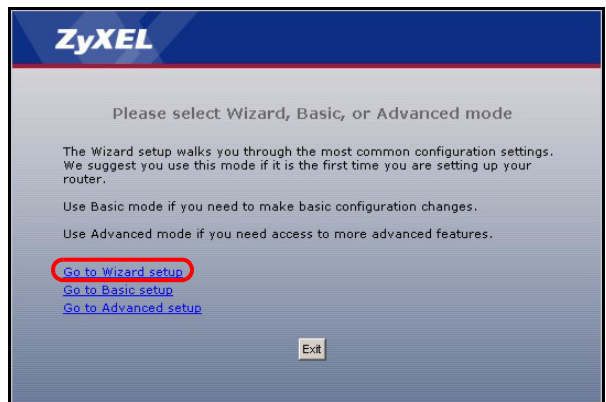 ZyXEL
Please select Wizard, Basic, or Advanced mode
The Wizard setup walks you through the most common configuration settings.
We suggest you use this mode if it is the first time you are setting up your
router.
Use Basic mode if you need to make basic configuration changes.
Use Advanced mode if you need access to more advanced features.
Go to Wizard setup
Go to Basic setup
Go to Advanced setup
Exit